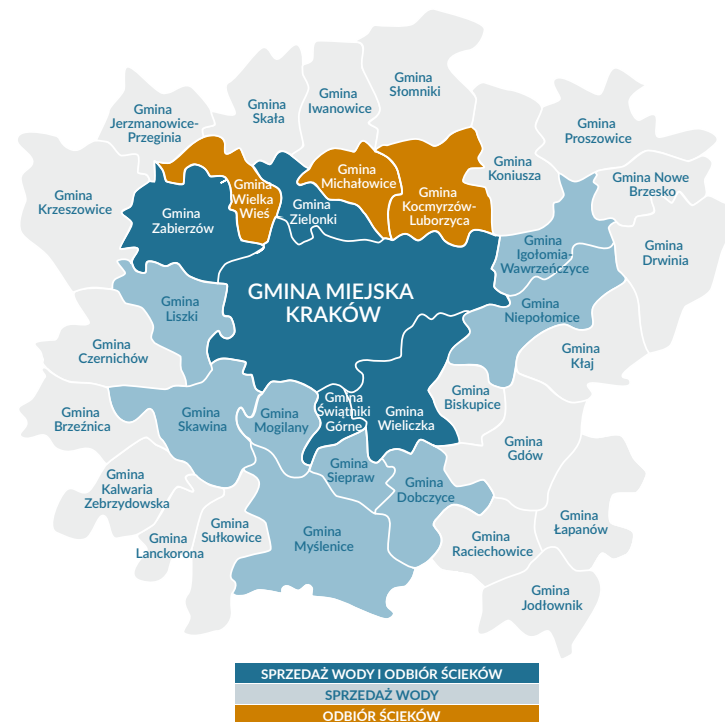 Gmina
Słomniki
Gmina
Iwanowice
Gmina
Skała
Gmina
Jerzmanowice-
Przeginia
Gmina
Proszowice
Gmina
Koniusza
Gmina
Michałowice
Gmina Nowe
Brzesko
Gmina
Wielka
Wieś
Gmina
Kocmyrzów-
Luborzyca
Gmina
Krzeszowice
Gmina
Zielonki
Gmina
Zabierzów
Gmina
Igołomia-
Wawrzeńczyce
Gmina
Drwinia
GMINA MIEJSKA
KRAKÓW
Gmina
Liszki
Gmina
Niepołomice
Gmina
Czernichów
Gmina
Kłaj
Gmina
Biskupice
Gmina
Świątniki
Górne
Gmina
Brzeźnica
Gmina
Skawina
Gmina
Mogilany
Gmina
Wieliczka
Gmina
Gdów
Gmina
Siepraw
Gmina
Kalwaria
Zebrzydowska
Gmina
Dobczyce
Gmina
Łapanów
Gmina
Sułkowice
Gmina
Myślenice
Gmina
Lanckorona
Gmina
Raciechowice
Gmina
Jodłownik
SPRZEDAŻ WODY I ODBIÓR ŚCIEKÓW
SPRZEDAŻ WODY
ODBIÓR ŚCIEKÓW